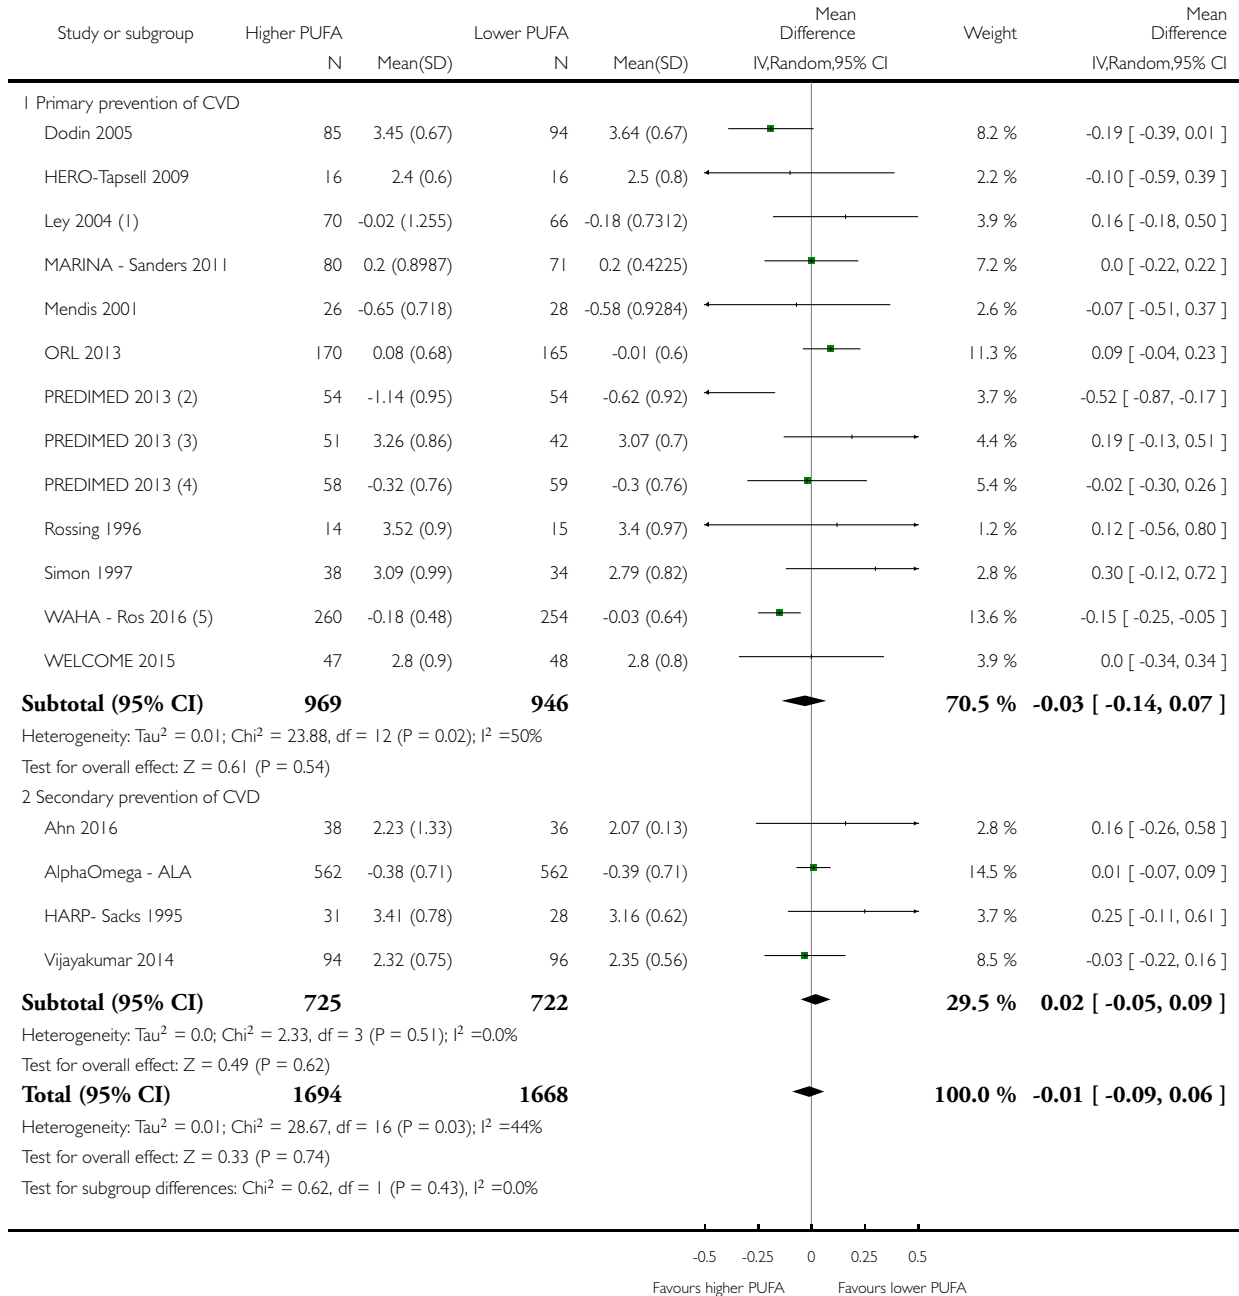 Mean Mean
Study or subgroup Higher PUFA Lower PUFA Difference Weight Difference
N Mean(SD) N Mean(SD) IV,Random,95% CI IV,Random,95% CI
1 Primary prevention of CVD
Dodin 2005 85 3.45 (0.67) 94 3.64 (0.67) 8.2 % -0.19 [ -0.39, 0.01 ]
HERO-Tapsell 2009 16 2.4 (0.6) 16 2.5 (0.8) 2.2 % -0.10 [ -0.59, 0.39 ]
Ley 2004 (1) 70 -0.02 (1.255) 66 -0.18 (0.7312) 3.9 % 0.16 [ -0.18, 0.50 ]
MARINA - Sanders 2011 80 0.2 (0.8987) 71 0.2 (0.4225) 7.2 % 0.0 [ -0.22, 0.22 ]
Mendis 2001 26 -0.65 (0.718) 28 -0.58 (0.9284) 2.6 % -0.07 [ -0.51, 0.37 ]
ORL 2013 170 0.08 (0.68) 165 -0.01 (0.6) 11.3 % 0.09 [ -0.04, 0.23 ]
PREDIMED 2013 (2) 54 -1.14 (0.95) 54 -0.62 (0.92) 3.7 % -0.52 [ -0.87, -0.17 ]
PREDIMED 2013 (3) 51 3.26 (0.86) 42 3.07 (0.7) 4.4 % 0.19 [ -0.13, 0.51 ]
PREDIMED 2013 (4) 58 -0.32 (0.76) 59 -0.3 (0.76) 5.4 % -0.02 [ -0.30, 0.26 ]
Rossing 1996 14 3.52 (0.9) 15 3.4 (0.97) 1.2 % 0.12 [ -0.56, 0.80 ]
Simon 1997 38 3.09 (0.99) 34 2.79 (0.82) 2.8 % 0.30 [ -0.12, 0.72 ]
WAHA - Ros 2016 (5) 260 -0.18 (0.48) 254 -0.03 (0.64) 13.6 % -0.15 [ -0.25, -0.05 ]
WELCOME 2015 47 2.8 (0.9) 48 2.8 (0.8) 3.9 % 0.0 [ -0.34, 0.34 ]
Subtotal (95% CI) 969 946 70.5 % -0.03 [ -0.14, 0.07 ]
Heterogeneity: Tau² = 0.01; Chi² = 23.88, df = 12 (P = 0.02); I² =50%
Test for overall effect: Z = 0.61 (P = 0.54)
2 Secondary prevention of CVD
Ahn 2016 38 2.23 (1.33) 36 2.07 (0.13) 2.8 % 0.16 [ -0.26, 0.58 ]
AlphaOmega - ALA 562 -0.38 (0.71) 562 -0.39 (0.71) 14.5 % 0.01 [ -0.07, 0.09 ]
HARP- Sacks 1995 31 3.41 (0.78) 28 3.16 (0.62) 3.7 % 0.25 [ -0.11, 0.61 ]
Vijayakumar 2014 94 2.32 (0.75) 96 2.35 (0.56) 8.5 % -0.03 [ -0.22, 0.16 ]
Subtotal (95% CI) 725 722 29.5 % 0.02 [ -0.05, 0.09 ]
Heterogeneity: Tau² = 0.0; Chi² = 2.33, df = 3 (P = 0.51); I² =0.0%
Test for overall effect: Z = 0.49 (P = 0.62)
Total (95% CI) 1694 1668 100.0 % -0.01 [ -0.09, 0.06 ]
Heterogeneity: Tau² = 0.01; Chi² = 28.67, df = 16 (P = 0.03); I² =44%
Test for overall effect: Z = 0.33 (P = 0.74)
Test for subgroup differences: Chi² = 0.62, df = 1 (P = 0.43), I² =0.0%
-0.5 -0.25 0 0.25 0.5
Favours higher PUFA Favours lower PUFA